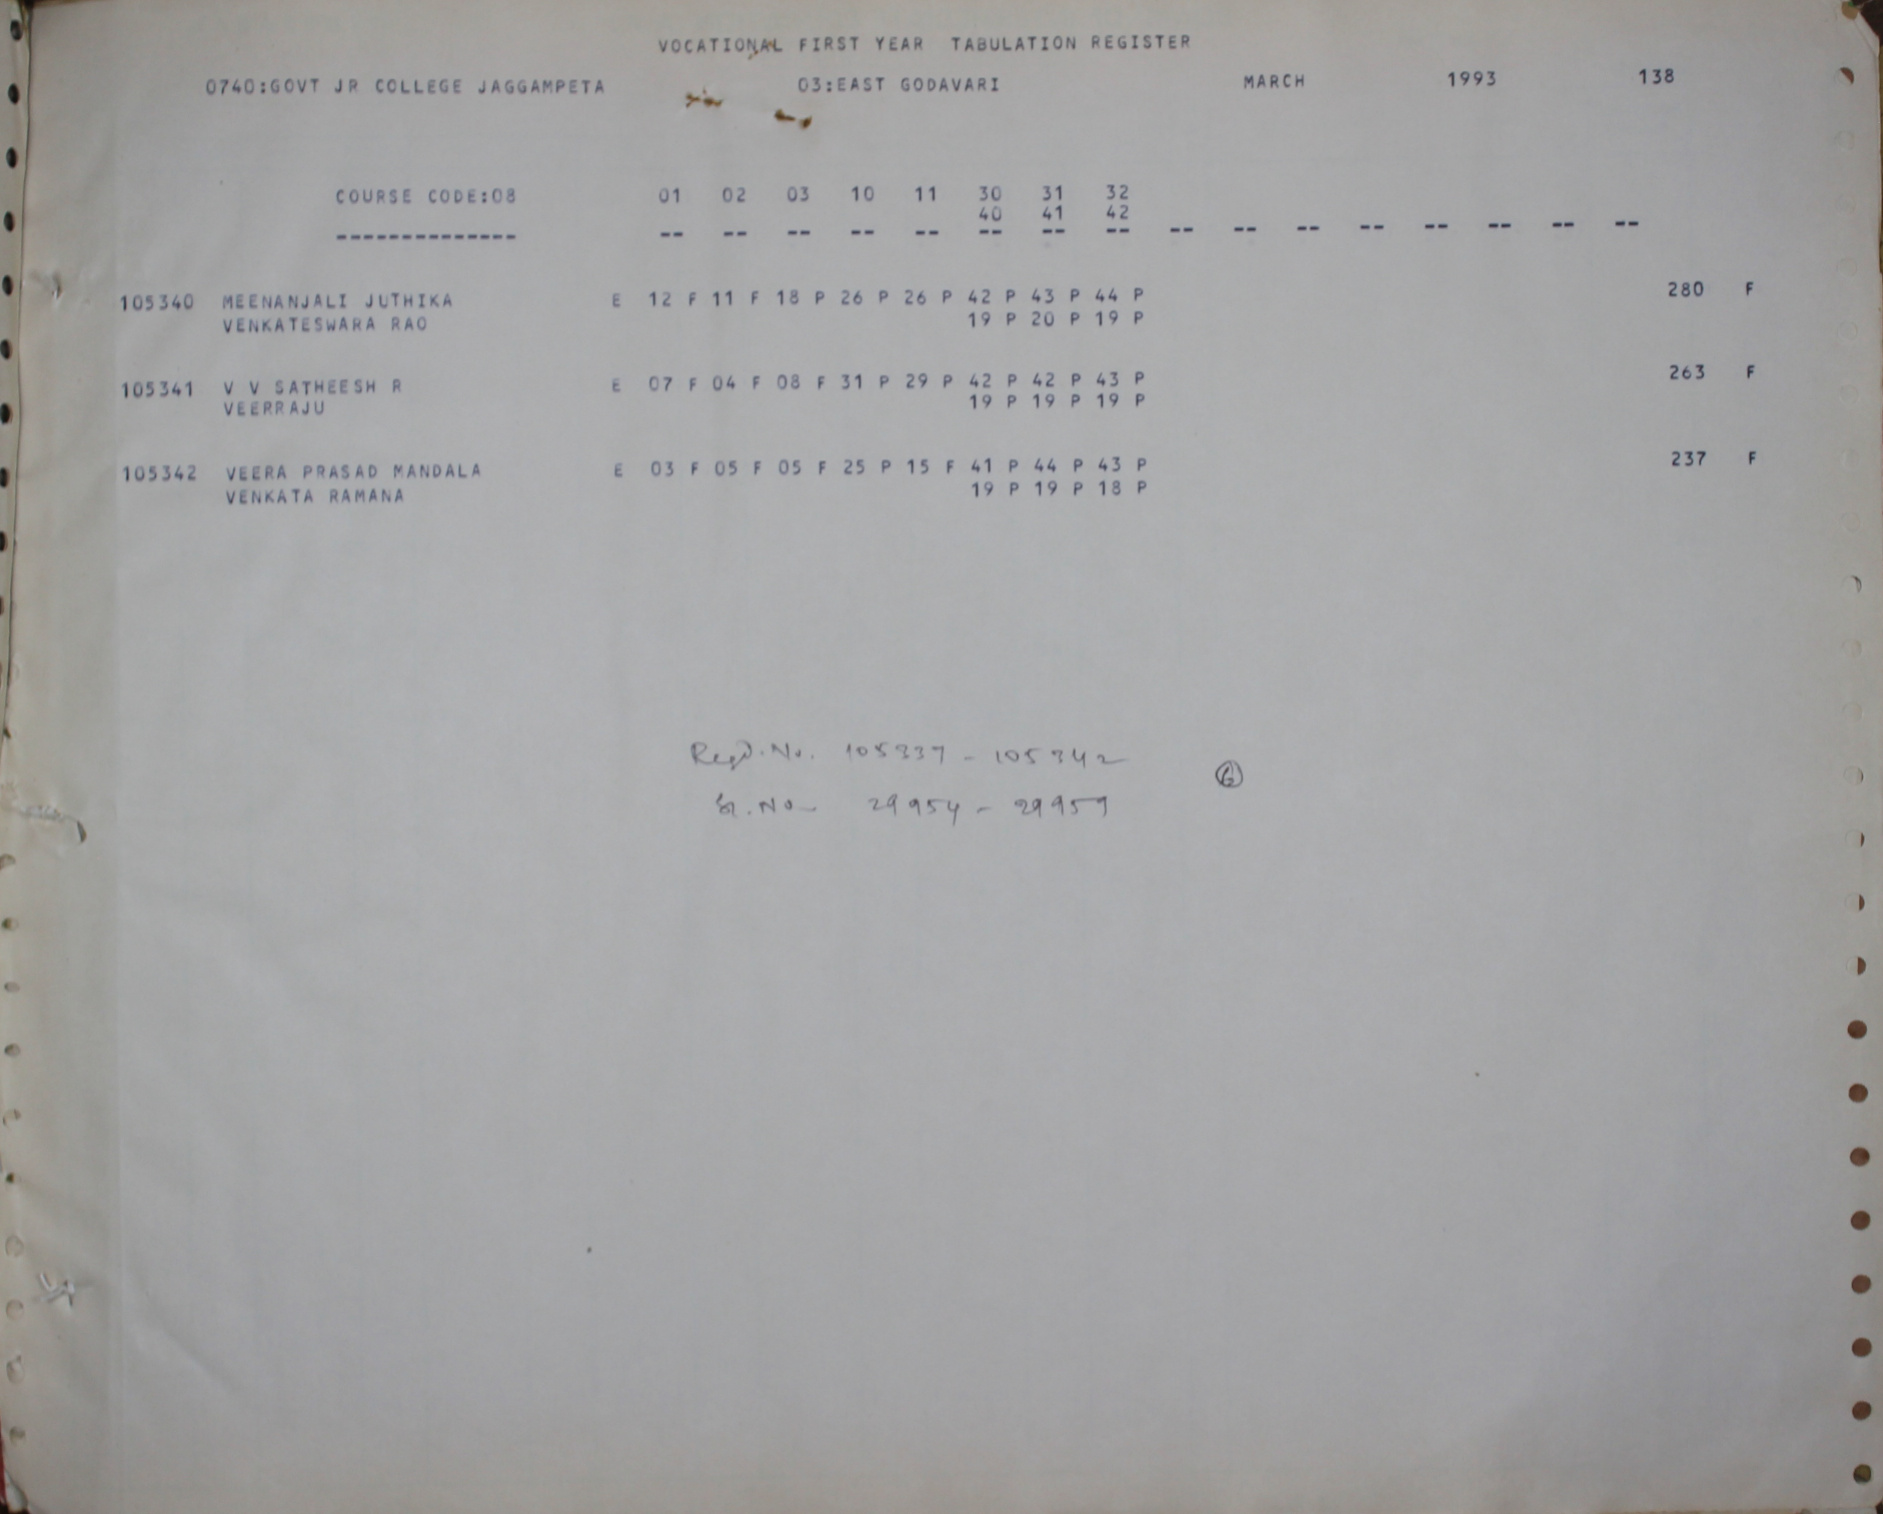 VOCATIONAL FIRST YEAR TABULATION REGISTER
0740:GOVT JR COLLEGE JAGGAMPETA 03:EAST GODAVARI MARCH 1993 138
COURSE CODE:08 01 02 03 10 11 30 31 32
40 41 42
-------------- -- -- -- -- -- -- -- -- -- -- -- -- -- -- -- --
105340 MEENANJALI JUTHIKA E 12 F 11 F 18 P 26 P 26 P 42 P 43 P 44 P 280 F
VENKATESWARA RAO 19 P 20 P 19 P
105341 V V SATHEESH R E 07 F 04 F 08 F 31 P 29 P 42 P 42 P 43 P 263 F
VEERRAJU 19 P 19 P 19 P
105342 VEERA PRASAD MANDALA E 03 F 05 F 05 F 25 P 15 F 41 P 44 P 43 P 237 F
VENKATA RAMANA 19 P 19 P 18 P
Regd.No. 105337 - 105342 6
Sr.No- 29954 - 29959